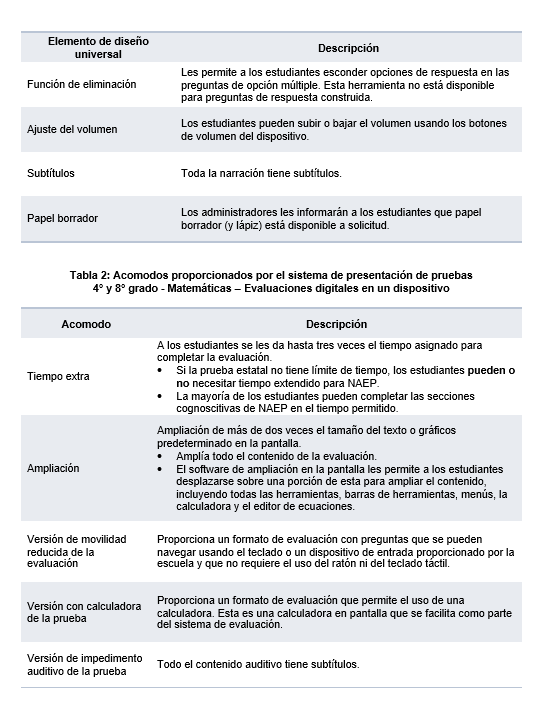 Elemento de diseño
universal
Descripción
Función de eliminación
Les permite a los estudiantes esconder opciones de respuesta en las
preguntas de opción múltiple. Esta herramienta no está disponible
para preguntas de respuesta construida.
Ajuste del volumen
Los estudiantes pueden subir o bajar el volumen usando los botones
de volumen del dispositivo.
Subtítulos
Toda la narración tiene subtítulos.
Papel borrador
Los administradores les informarán a los estudiantes que papel
borrador (y lápiz) está disponible a solicitud.
Tabla 2: Acomodos proporcionados por el sistema de presentación de pruebas
4° y 8° grado - Matemáticas – Evaluaciones digitales en un dispositivo
Acomodo
Descripción
Tiempo extra
A los estudiantes se les da hasta tres veces el tiempo asignado para
completar la evaluación.
• Si la prueba estatal no tiene límite de tiempo, los estudiantes pueden o
no necesitar tiempo extendido para NAEP.
• La mayoría de los estudiantes pueden completar las secciones
cognoscitivas de NAEP en el tiempo permitido.
Ampliación
Ampliación de más de dos veces el tamaño del texto o gráficos
predeterminado en la pantalla.
• Amplía todo el contenido de la evaluación.
• El software de ampliación en la pantalla les permite a los estudiantes
desplazarse sobre una porción de esta para ampliar el contenido,
incluyendo todas las herramientas, barras de herramientas, menús, la
calculadora y el editor de ecuaciones.
Versión de movilidad
reducida de la
evaluación
Proporciona un formato de evaluación con preguntas que se pueden
navegar usando el teclado o un dispositivo de entrada proporcionado por la
escuela y que no requiere el uso del ratón ni del teclado táctil.
Versión con calculadora
de la prueba
Proporciona un formato de evaluación que permite el uso de una
calculadora. Esta es una calculadora en pantalla que se facilita como parte
del sistema de evaluación.
Versión de impedimento
auditivo de la prueba
Todo el contenido auditivo tiene subtítulos.